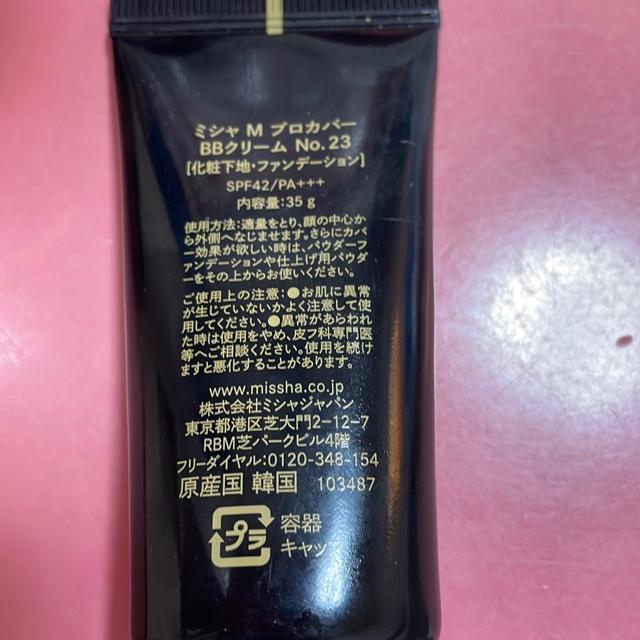 ミシャ M プロカバー
BBクリーム No.23
[化粧下地・ファンデーション]
SPF42/PA+++
内容量:35 g
使用方法:適量をとり、顔の中心か
ら外側へなじませます。さらにカバ
ー効果が欲しい時は、パウダーフ
ァンデーションや仕上げ用パウダ
ーをその上からお使いください。
ご使用上の注意:●お肌に異常
が生じていないかよく注意して使
用してください。●異常があらわれ
た時は使用をやめ、皮フ科専門医
等へご相談ください。使用を続け
ますと悪化することがあります。
www.missha.co.jp
株式会社ミシャジャパン
東京都港区芝大門2-12-7
RBM芝パークビル4階
フリーダイヤル:0120-348-154
原産国 韓国 103487
プラ
容器
キャップ